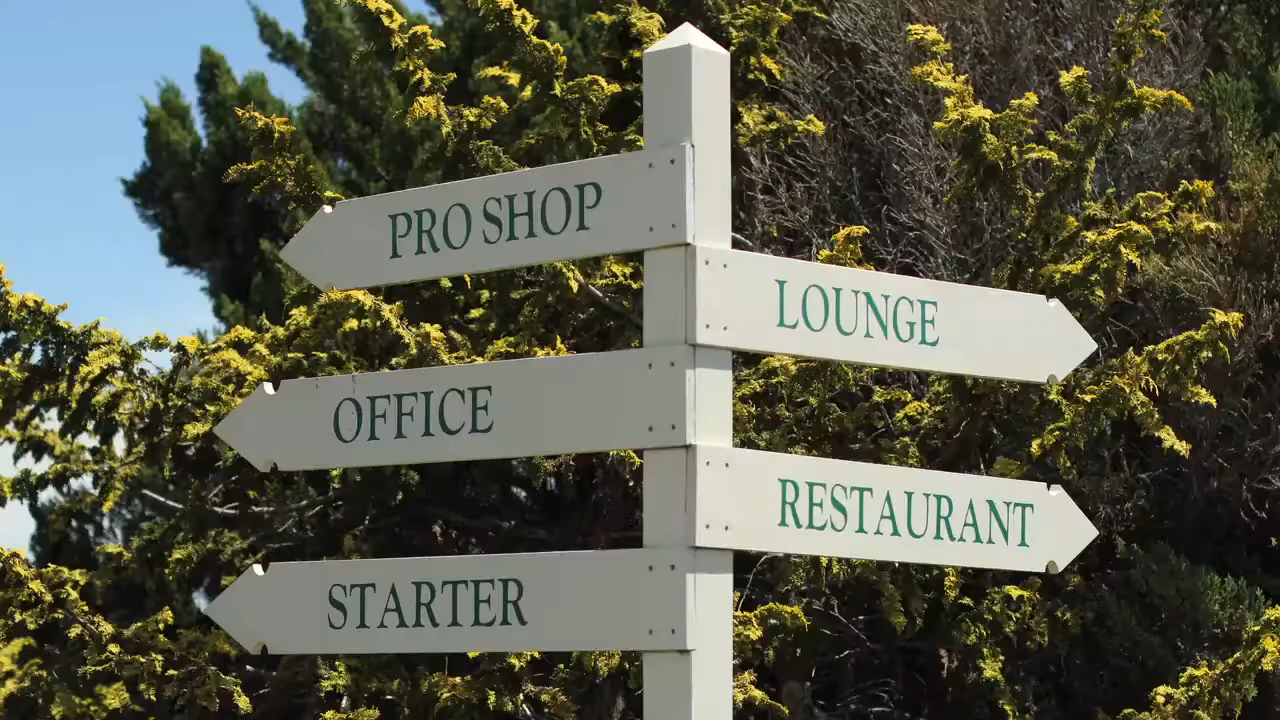 PRO SHOP
LOUNGE
OFFICE
RESTAURANT
STARTER